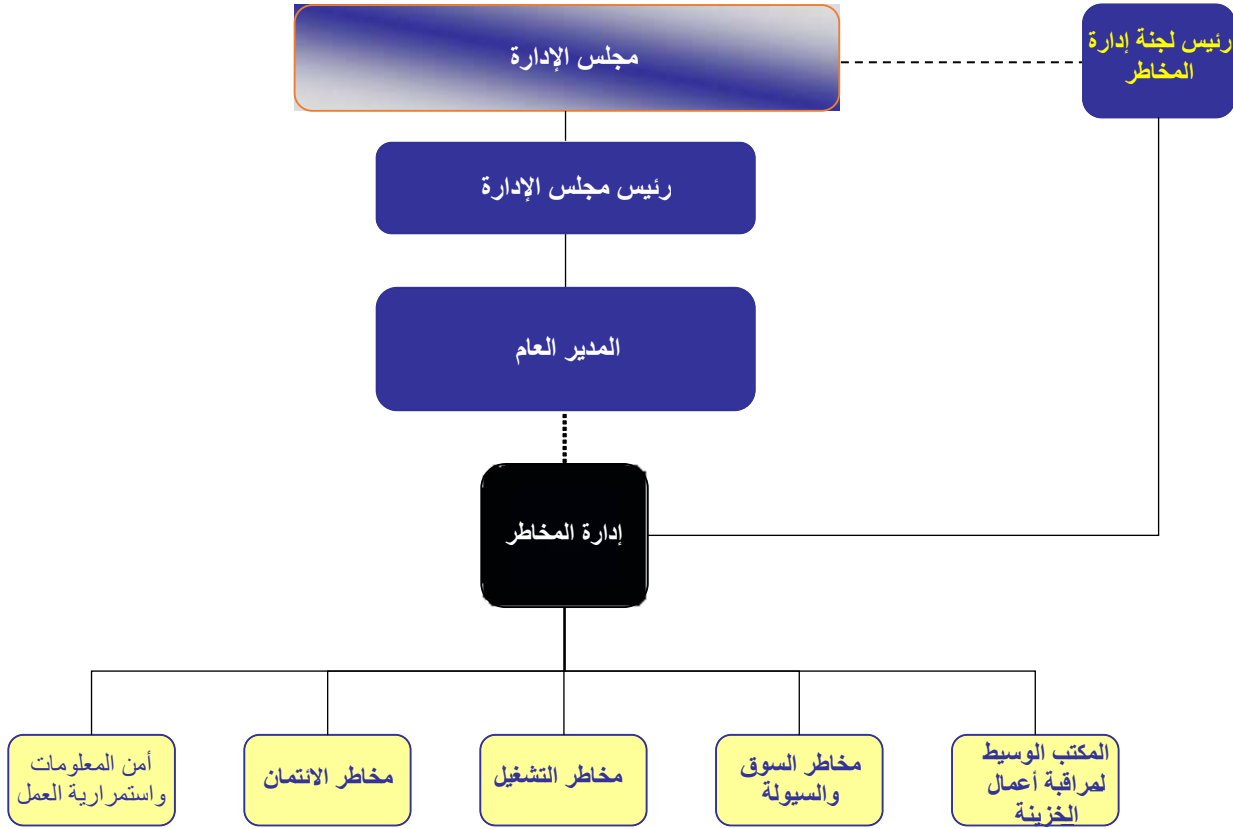 مجلس الإدارة
رئيس لجنة إدارة
المخاطر
رئيس مجلس الإدارة
المدير العام
إدارة المخاطر
المكتب الوسيط
لمراقبة أعمال
الخزينة
مخاطر السوق
والسيولة
مخاطر التشغيل
مخاطر الائتمان
أمن المعلومات
واستمرارية العمل